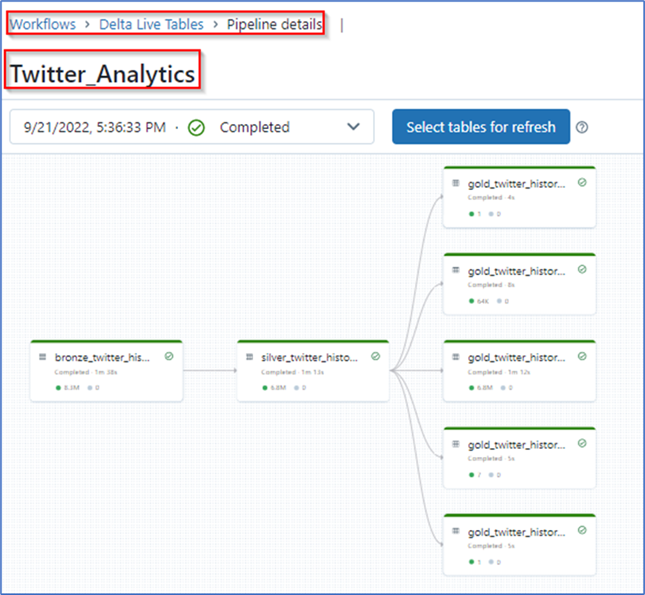 Workflows > Delta Live Tables > Pipeline details
Twitter_Analytics
9/21/2022, 5:36:33 PM · Completed
Select tables for refresh
gold_twitter_histor...
Completed · 4s
1 0
gold_twitter_histor...
Completed · 8s
64K 0
bronze_twitter_his...
Completed · 1m 38s
8.3M 0
silver_twitter_histo...
Completed · 1m 13s
6.8M 0
gold_twitter_histor...
Completed · 1m 12s
6.8M 0
gold_twitter_histor...
Completed · 5s
7 0
gold_twitter_histor...
Completed · 5s
1 0